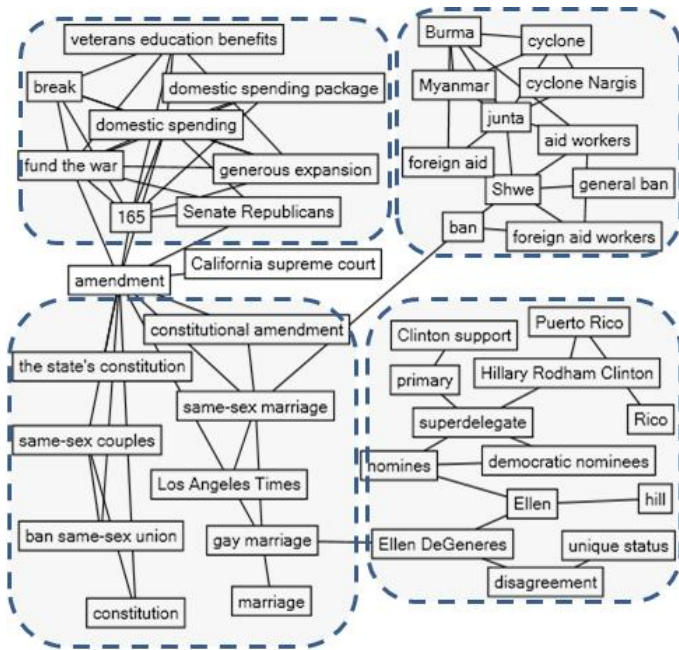 veterans education benefits
break
domestic spending package
domestic spending
fund the war
generous expansion
165
Senate Republicans
Burma
cyclone
Myanmar
cyclone Nargis
junta
aid workers
foreign aid
Shwe
general ban
ban
foreign aid workers
amendment
California supreme court
constitutional amendment
the state's constitution
same-sex marriage
same-sex couples
Los Angeles Times
ban same-sex union
gay marriage
marriage
constitution
Puerto Rico
Clinton support
primary
Hillary Rodham Clinton
superdelegate
Rico
nomines
democratic nominees
Ellen
hill
Ellen DeGeneres
unique status
disagreement